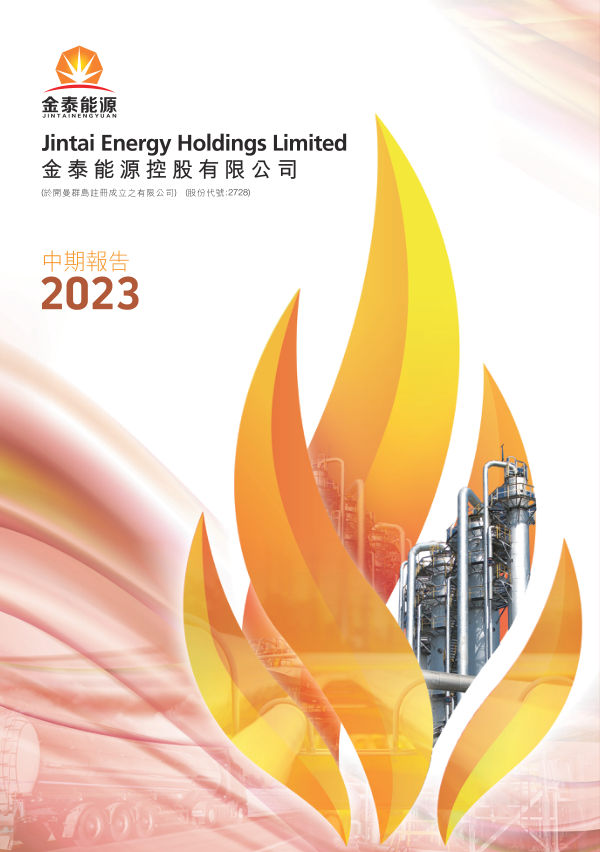 金泰能源
JINTAINENGYUAN
Jintai Energy Holdings Limited
金泰能源控股有限公司
(於開曼群島註冊成立之有限公司) (股份代號:2728)
中期報告
2023